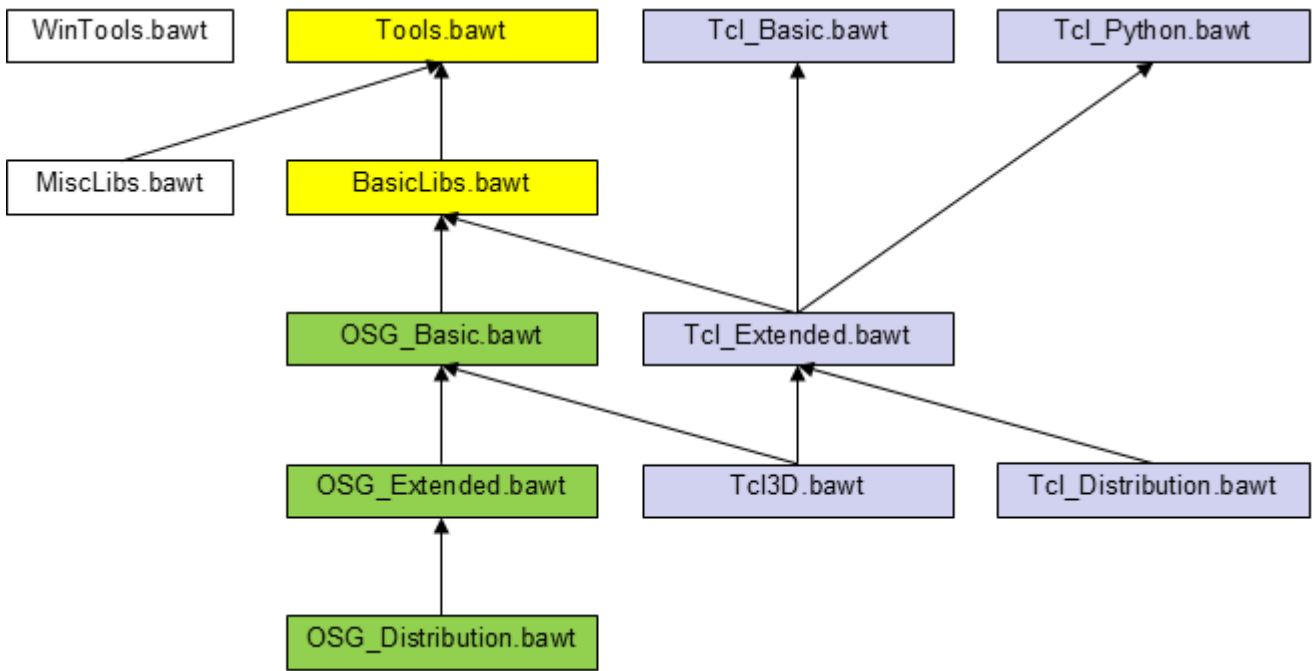 WinTools.bawt
Tools.bawt
Tcl_Basic.bawt
Tcl_Python.bawt
MiscLibs.bawt
BasicLibs.bawt
OSG_Basic.bawt
Tcl_Extended.bawt
OSG_Extended.bawt
Tcl3D.bawt
Tcl_Distribution.bawt
OSG_Distribution.bawt